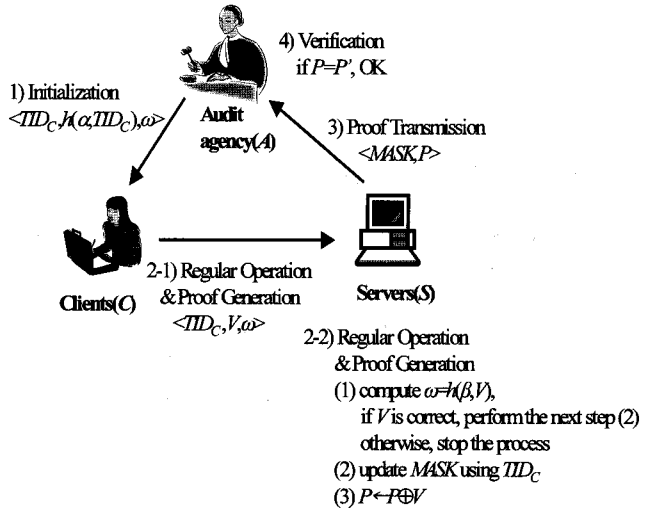 4) Verification
if P=P', OK
1) Initialization
<TID_C,h(α,TID_C),ω>
Audit
agency(A)
3) Proof Transmission
<MASK,P>
2-1) Regular Operation
& Proof Generation
<TID_C,V,ω>
Clients(C)
Servers(S)
2-2) Regular Operation
& Proof Generation
(1) compute ω=h(β,V),
if V is correct, perform the next step (2)
otherwise, stop the process
(2) update MASK using TID_C
(3) P←P⊕V